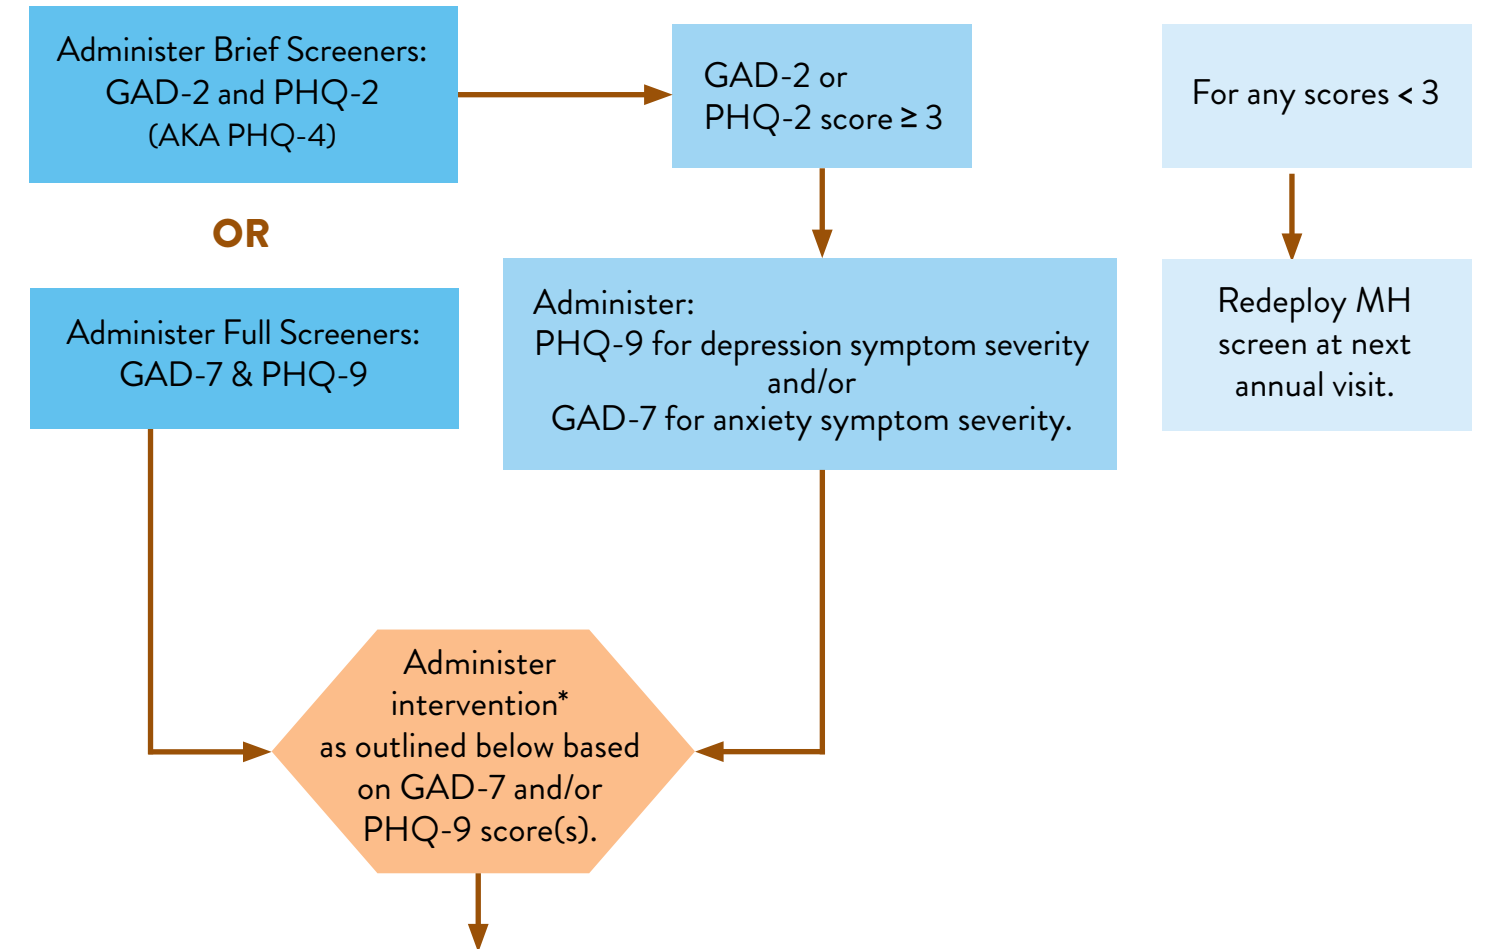 Administer Brief Screeners:
GAD-2 and PHQ-2
(AKA PHQ-4)
OR
Administer Full Screeners:
GAD-7 & PHQ-9
GAD-2 or
PHQ-2 score ≥ 3
Administer:
PHQ-9 for depression symptom severity
and/or
GAD-7 for anxiety symptom severity.
For any scores < 3
Redeploy MH
screen at next
annual visit.
Administer
intervention*
as outlined below based
on GAD-7 and/or
PHQ-9 score(s).